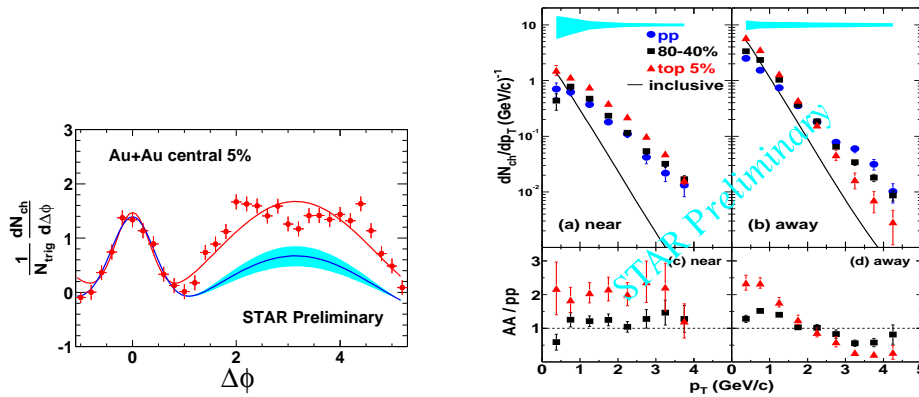 Au+Au central 5%
STAR Preliminary
1 dN_ch
N_trig dΔφ
3
2
1
0
-1
0 2 4
Δφ
pp
80-40%
top 5%
inclusive
STAR Preliminary
(a) near
(b) away
(c) near
(d) away
dN_ch/dp_T (GeV/c)^-1
10
1
10^-1
10^-2
AA / pp
3
2
1
0
0 1 2 3 4 0 1 2 3 4 5
p_T (GeV/c)